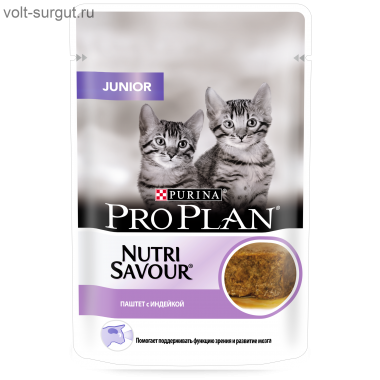 volt-surgut.ru
JUNIOR
PURINA
PRO PLAN®
NUTRI
SAVOUR®
ПАШТЕТ С ИНДЕЙКОЙ
Помогает поддерживать функцию зрения и развитие мозга